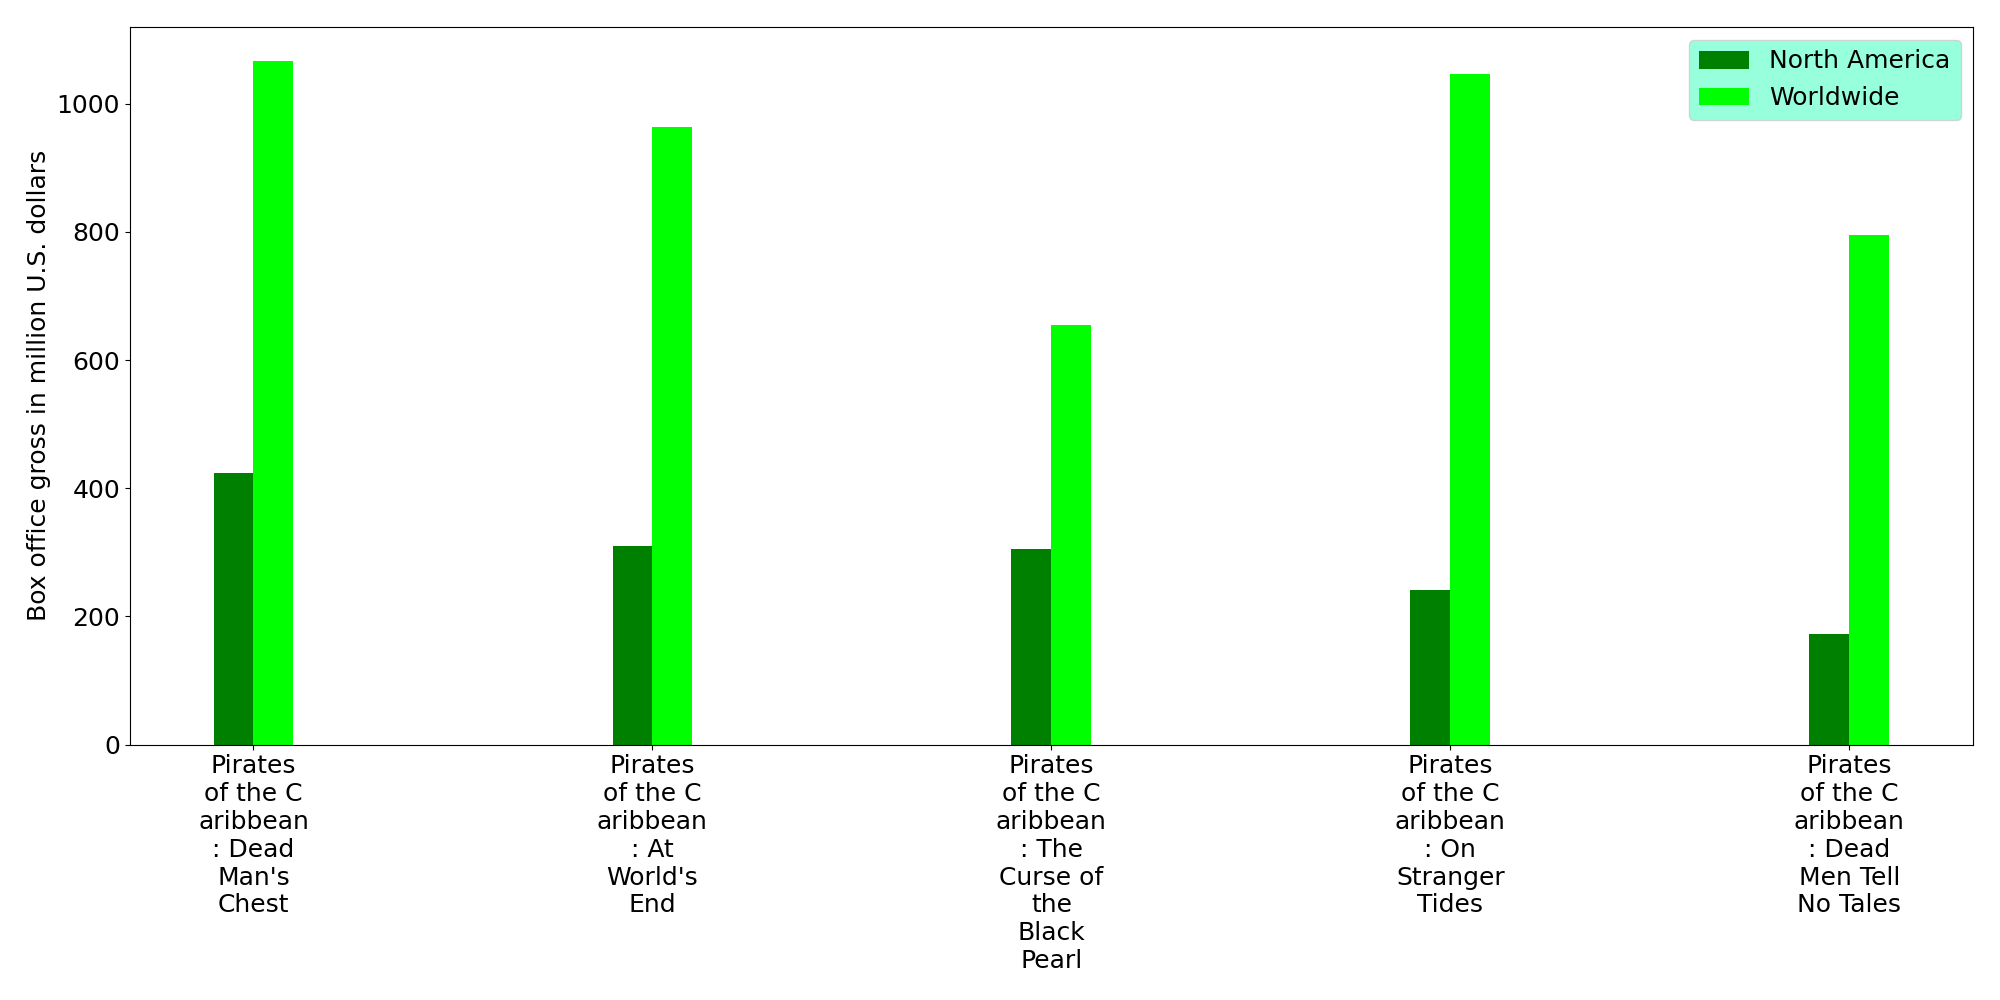 Box office gross in million U.S. dollars
1000
800
600
400
200
0
North America
Worldwide
Pirates
of the C
aribbean
: Dead
Man's
Chest
Pirates
of the C
aribbean
: At
World's
End
Pirates
of the C
aribbean
: The
Curse of
the
Black
Pearl
Pirates
of the C
aribbean
: On
Stranger
Tides
Pirates
of the C
aribbean
: Dead
Men Tell
No Tales